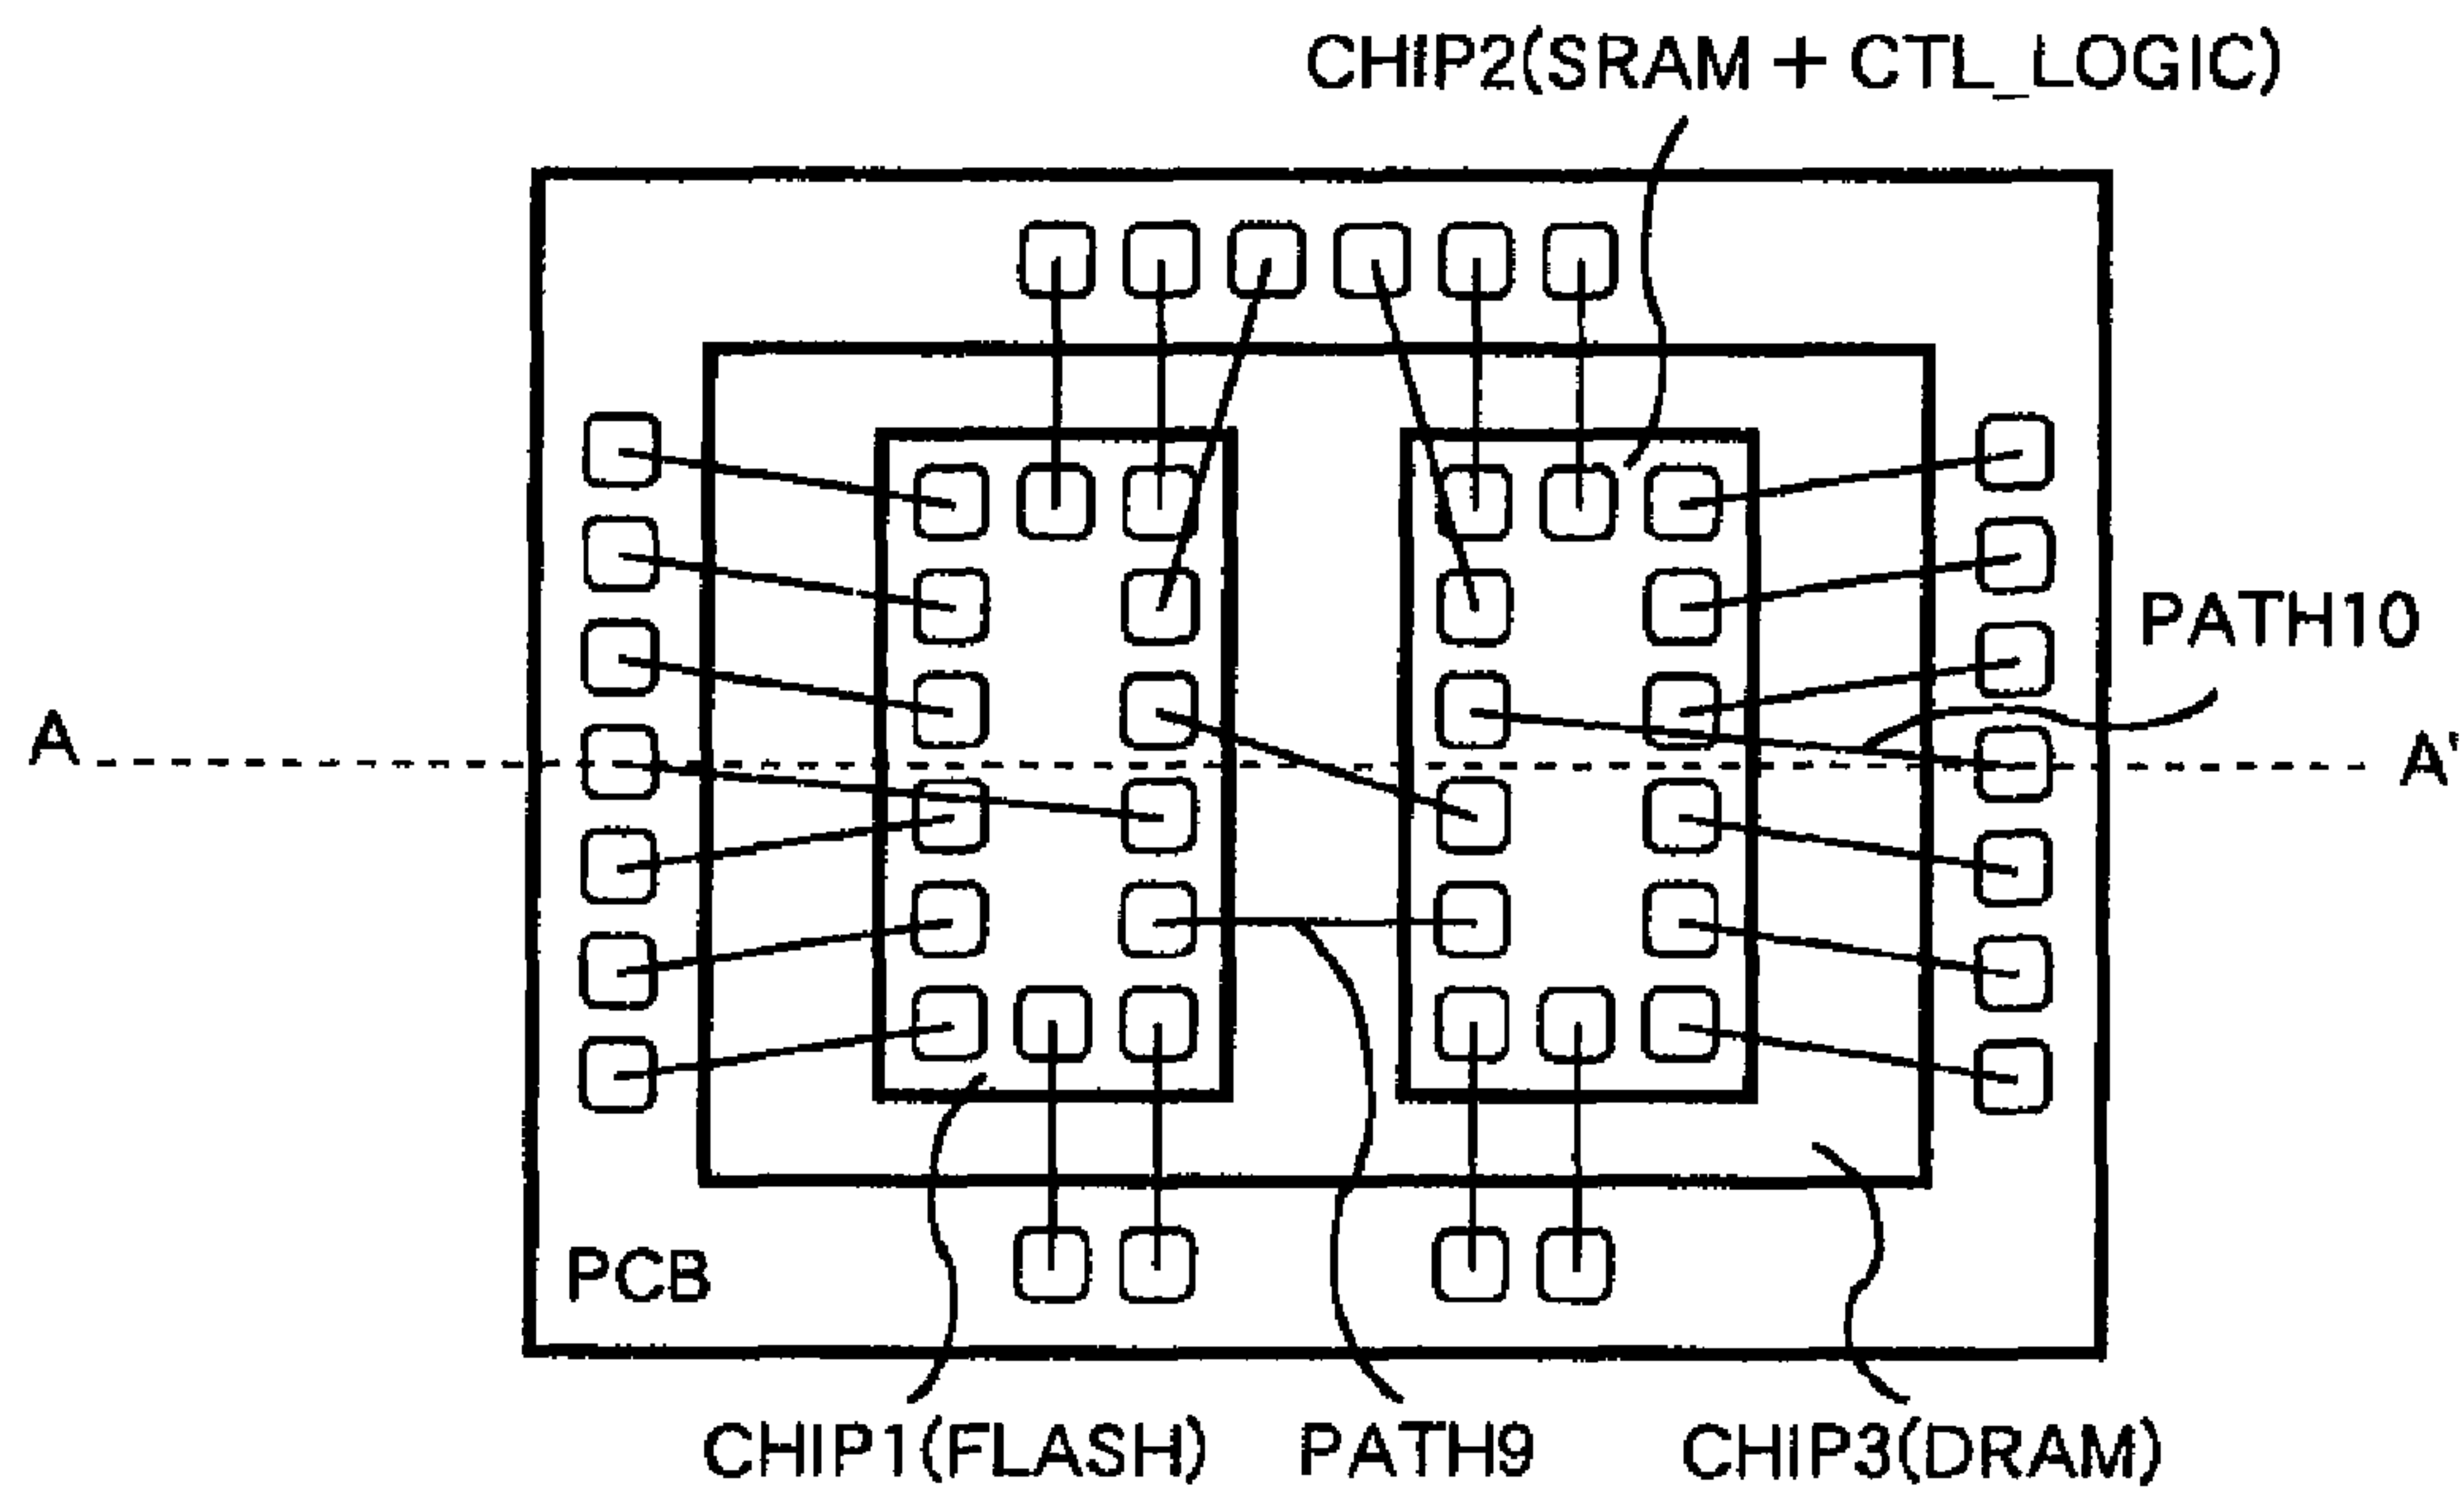 CHIP2(SRAM + CTL_LOGIC)
PATH10
A
A'
PCB
CHIP1(FLASH)
PATH9
CHIP3(DRAM)